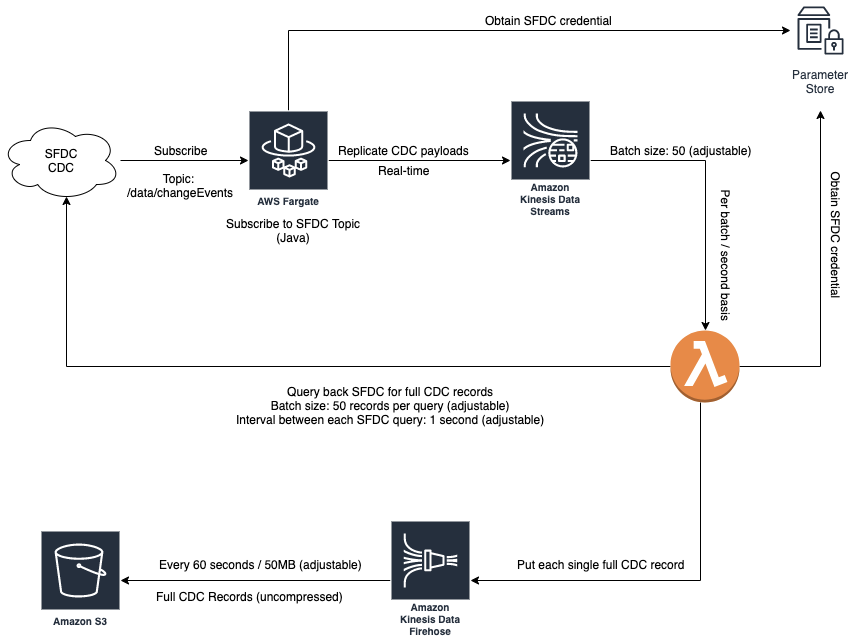 Obtain SFDC credential
Parameter
Store
SFDC
CDC
Subscribe
Topic:
/data/changeEvents
AWS Fargate
Subscribe to SFDC Topic
(Java)
Replicate CDC payloads
Real-time
Amazon
Kinesis Data
Streams
Batch size: 50 (adjustable)
Per batch / second basis
Obtain SFDC credential
Query back SFDC for full CDC records
Batch size: 50 records per query (adjustable)
Interval between each SFDC query: 1 second (adjustable)
Put each single full CDC record
Amazon
Kinesis Data
Firehose
Every 60 seconds / 50MB (adjustable)
Full CDC Records (uncompressed)
Amazon S3